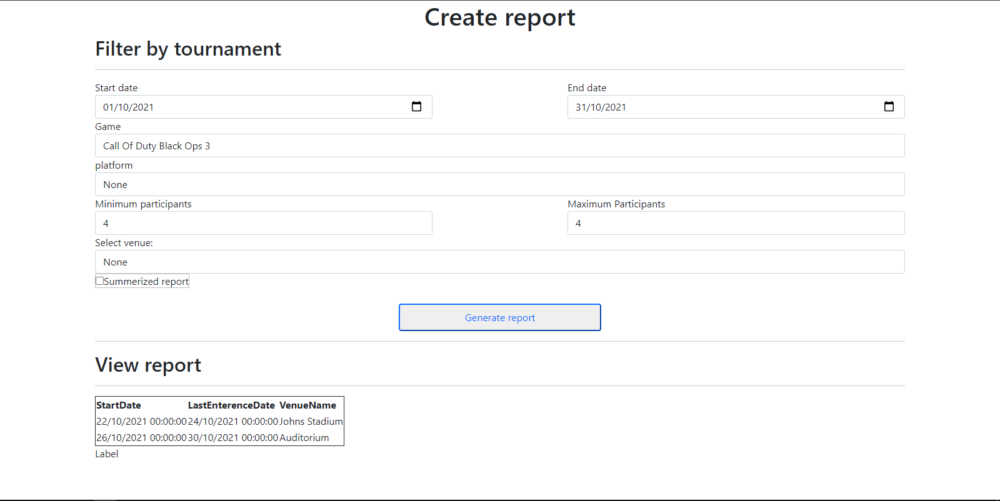 Create report
Filter by tournament
Start date End date
01/10/2021 31/10/2021
Game
Call Of Duty Black Ops 3
platform
None
Minimum participants Maximum Participants
4 4
Select venue:
None
Summerized report
Generate report
View report
StartDate LastEnterenceDate VenueName
22/10/2021 00:00:00 24/10/2021 00:00:00 Johns Stadium
26/10/2021 00:00:00 30/10/2021 00:00:00 Auditorium
Label